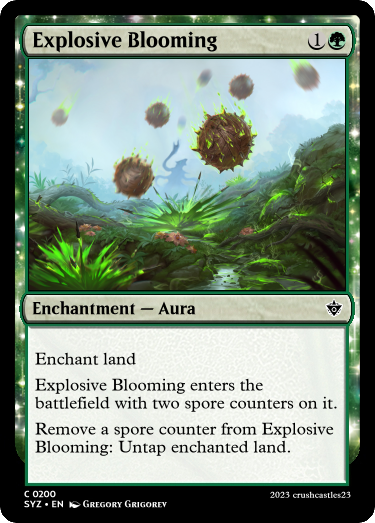 Explosive Blooming 1
Enchantment — Aura
Enchant land
Explosive Blooming enters the
battlefield with two spore counters on it.
Remove a spore counter from Explosive
Blooming: Untap enchanted land.
C 0200
SYZ • EN Gregory Grigorev
2023 crushcastles23